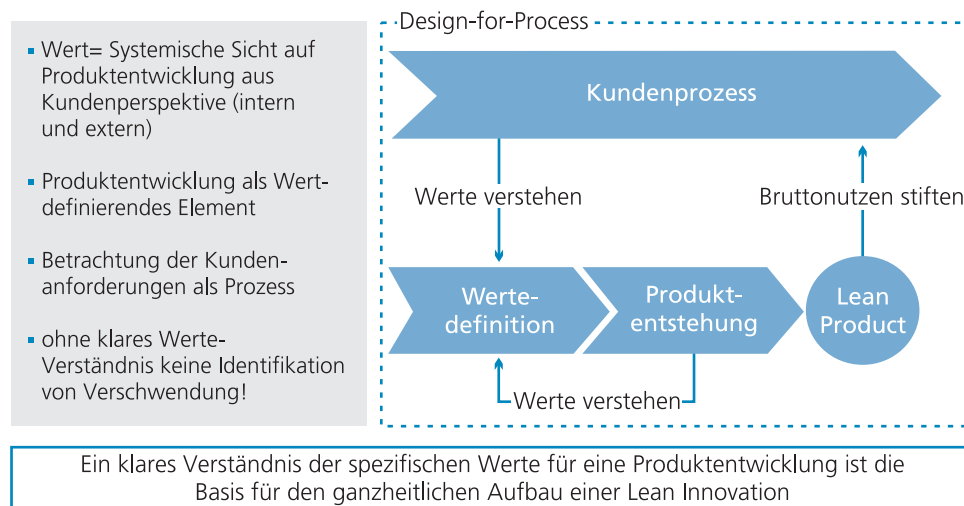 Wert= Systemische Sicht auf
Produktentwicklung aus
Kundenperspektive (intern
und extern)
Produktentwicklung als Wert-
definierendes Element
Betrachtung der Kunden-
anforderungen als Prozess
ohne klares Werte-
Verständnis keine Identifikation
von Verschwendung!
Design-for-Process
Kundenprozess
Werte verstehen
Bruttonutzen stiften
Werte-
definition
Produkt-
entstehung
Lean
Product
Werte verstehen
Ein klares Verständnis der spezifischen Werte für eine Produktentwicklung ist die
Basis für den ganzheitlichen Aufbau einer Lean Innovation